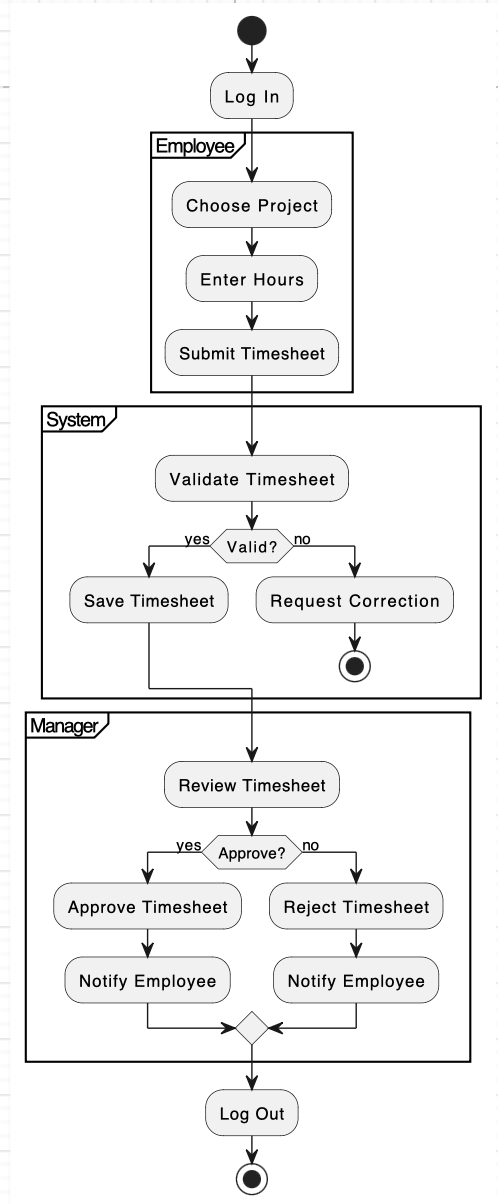 Log In
Employee
Choose Project
Enter Hours
Submit Timesheet
System
Validate Timesheet
yes
Valid?
no
Save Timesheet
Request Correction
Manager
Review Timesheet
yes
Approve?
no
Approve Timesheet
Reject Timesheet
Notify Employee
Notify Employee
Log Out